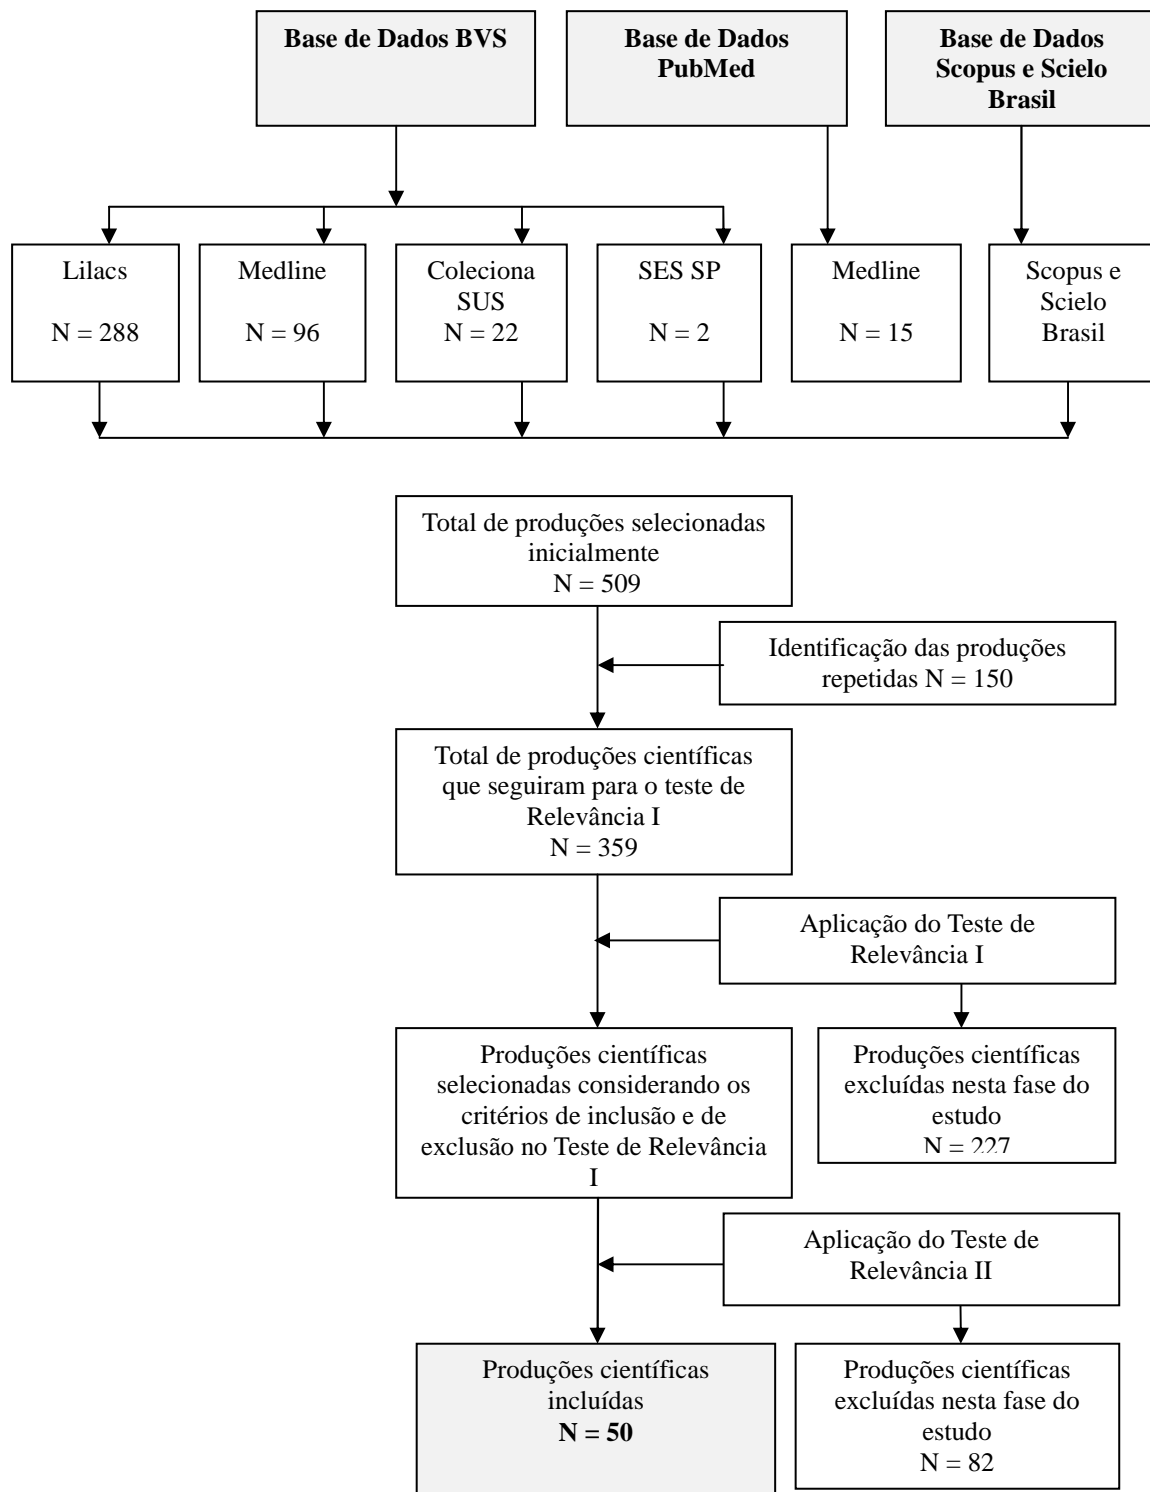 Base de Dados BVS
Base de Dados
PubMed
Base de Dados
Scopus e Scielo
Brasil
Lilacs
N = 288
Medline
N = 96
Coleciona
SUS
N = 22
SES SP
N = 2
Medline
N = 15
Scopus e
Scielo
Brasil
Total de produções selecionadas
inicialmente
N = 509
Identificação das produções
repetidas N = 150
Total de produções científicas
que seguiram para o teste de
Relevância I
N = 359
Aplicação do Teste de
Relevância I
Produções científicas
selecionadas considerando os
critérios de inclusão e de
exclusão no Teste de Relevância
I
Produções científicas
excluídas nesta fase do
estudo
N = 227
Aplicação do Teste de
Relevância II
Produções científicas
incluídas
N = 50
Produções científicas
excluídas nesta fase do
estudo
N = 82